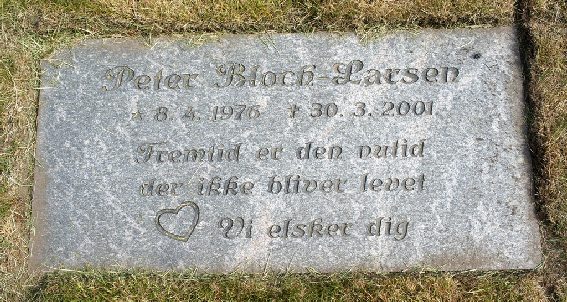 Peter Bloch-Larsen
* 8. 4. 1976 ✝ 30. 3. 2001
Fremtid er den nutid
der ikke bliver levet
Vi elsker dig